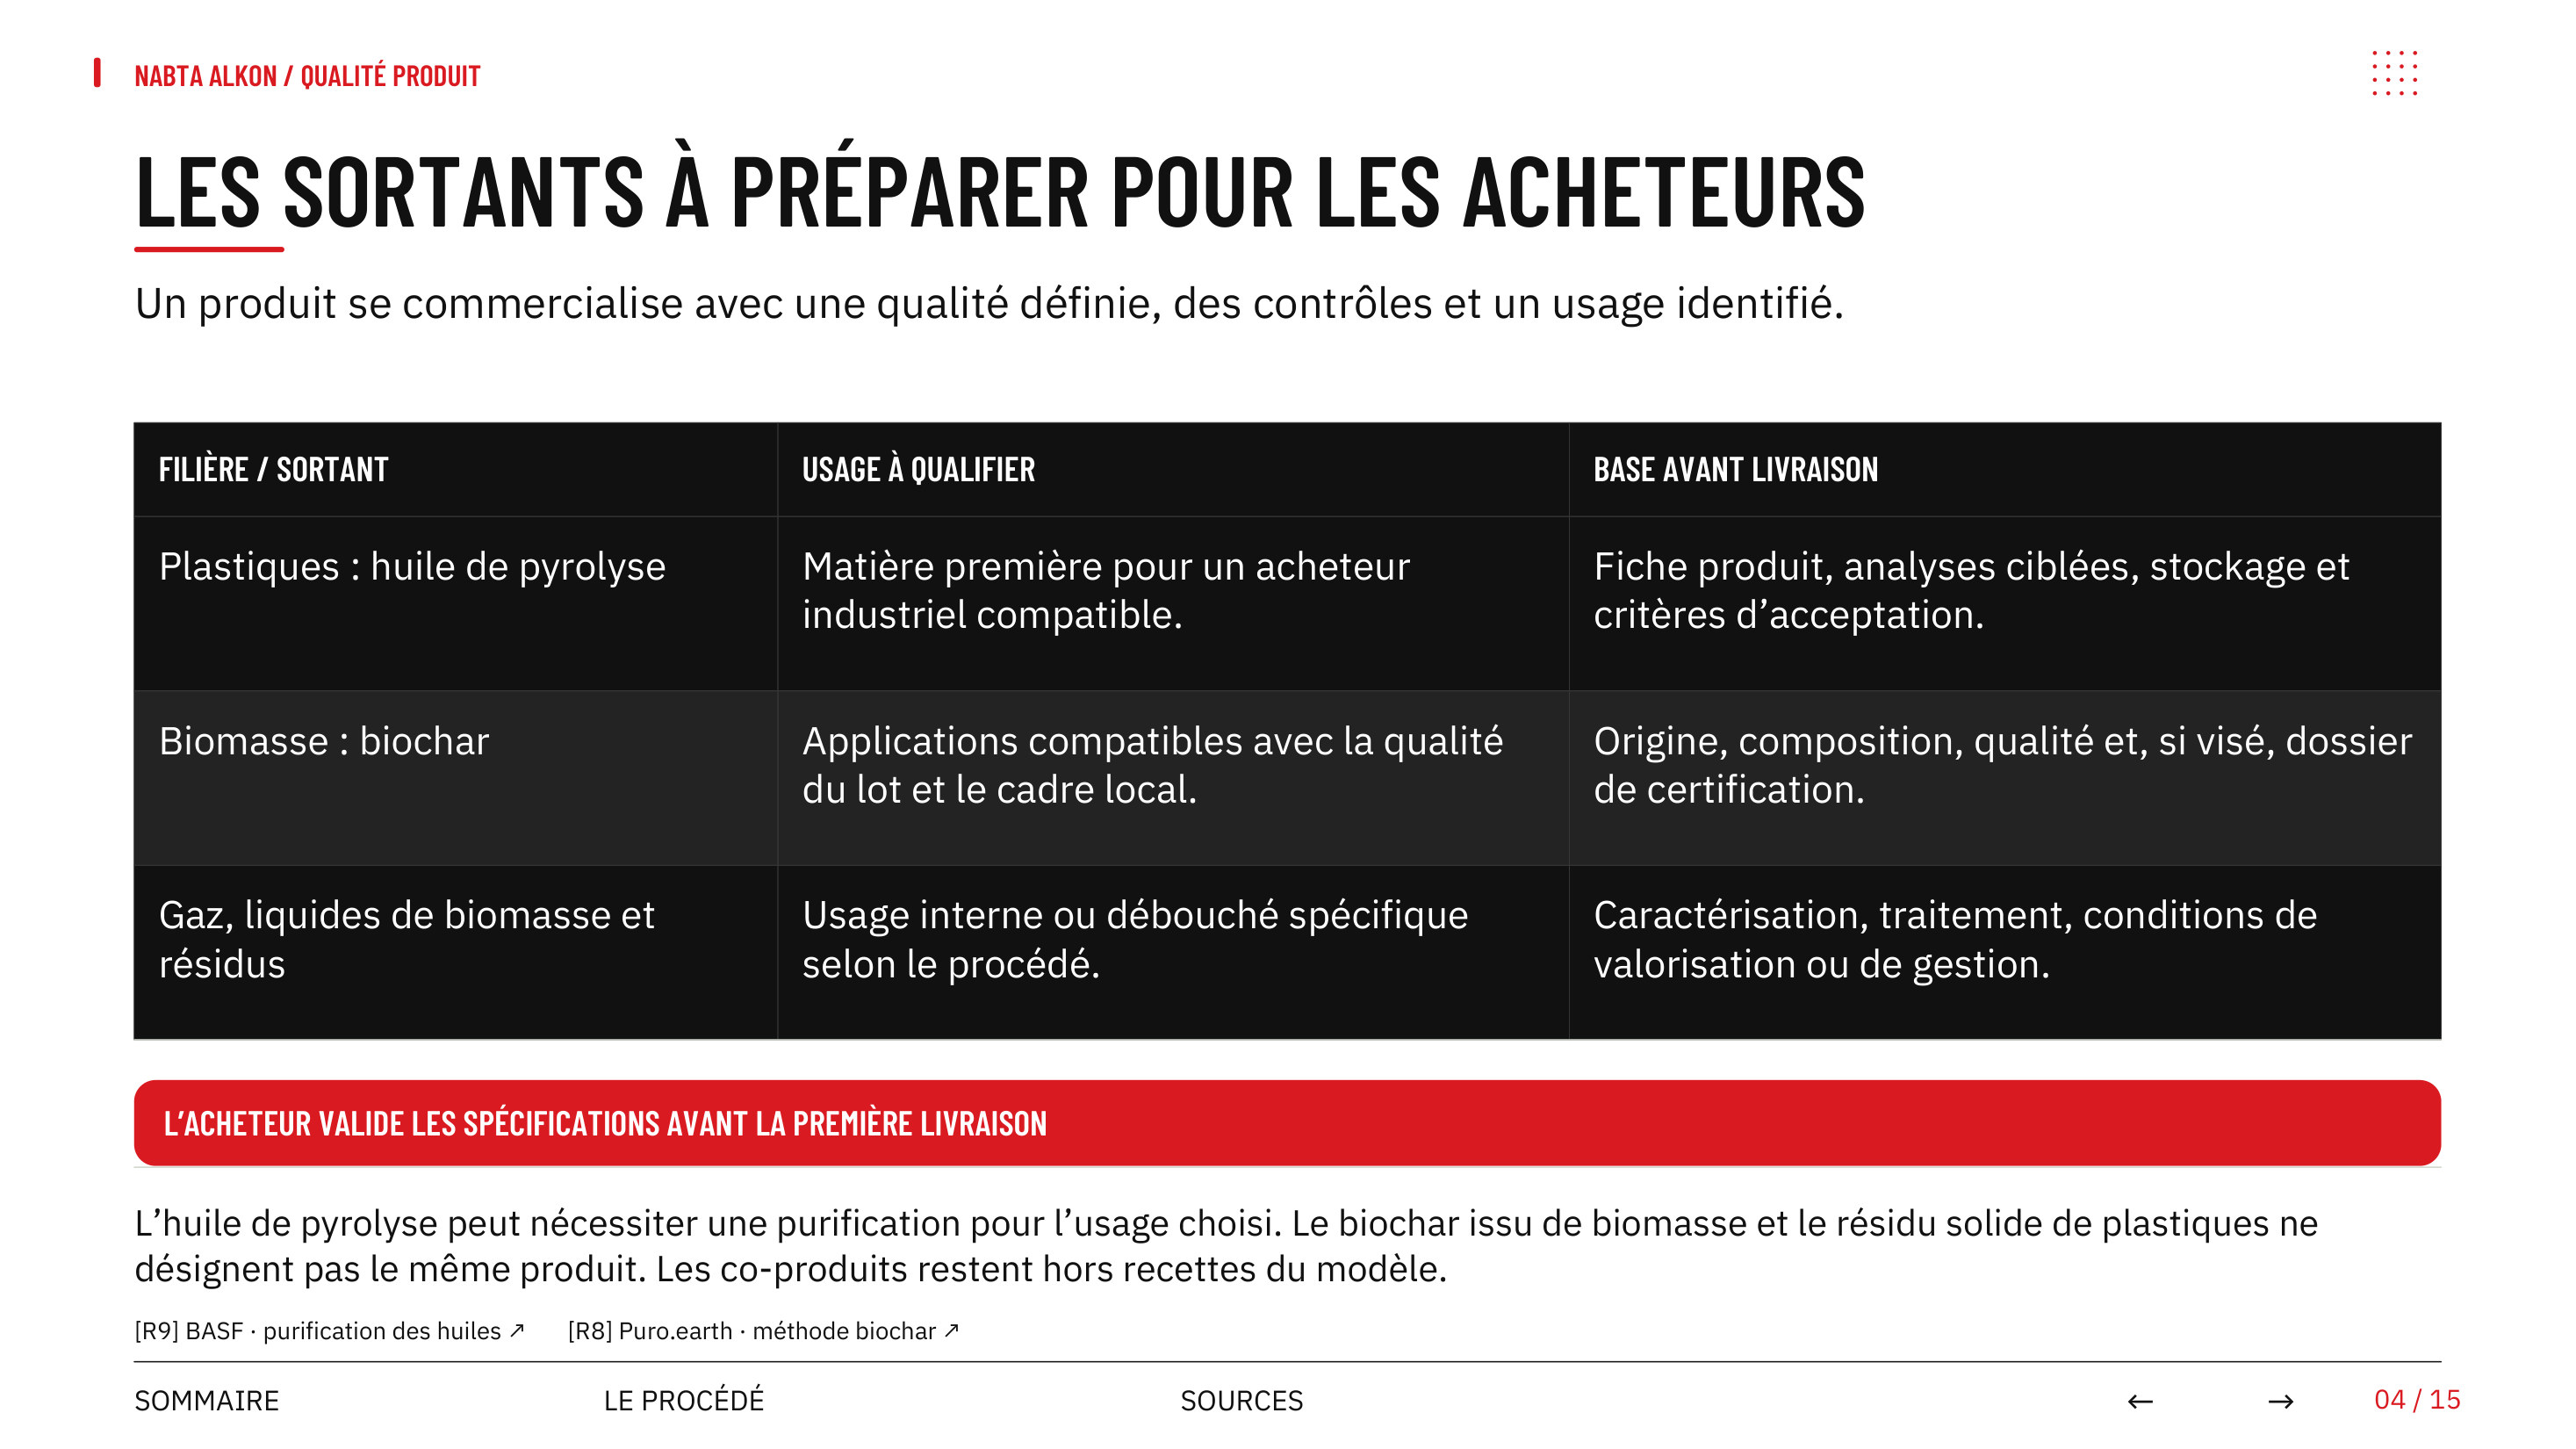 NABTA ALKON / QUALITÉ PRODUIT
LES SORTANTS À PRÉPARER POUR LES ACHETEURS
Un produit se commercialise avec une qualité définie, des contrôles et un usage identifié.
FILIÈRE / SORTANT
USAGE À QUALIFIER
BASE AVANT LIVRAISON
Plastiques : huile de pyrolyse
Matière première pour un acheteur
industriel compatible.
Fiche produit, analyses ciblées, stockage et
critères d’acceptation.
Biomasse : biochar
Applications compatibles avec la qualité
du lot et le cadre local.
Origine, composition, qualité et, si visé, dossier
de certification.
Gaz, liquides de biomasse et
résidus
Usage interne ou débouché spécifique
selon le procédé.
Caractérisation, traitement, conditions de
valorisation ou de gestion.
L’ACHETEUR VALIDE LES SPÉCIFICATIONS AVANT LA PREMIÈRE LIVRAISON
L’huile de pyrolyse peut nécessiter une purification pour l’usage choisi. Le biochar issu de biomasse et le résidu solide de plastiques ne
désignent pas le même produit. Les co-produits restent hors recettes du modèle.
[R9] BASF · purification des huiles ↗ [R8] Puro.earth · méthode biochar ↗
SOMMAIRE LE PROCÉDÉ SOURCES ← → 04 / 15